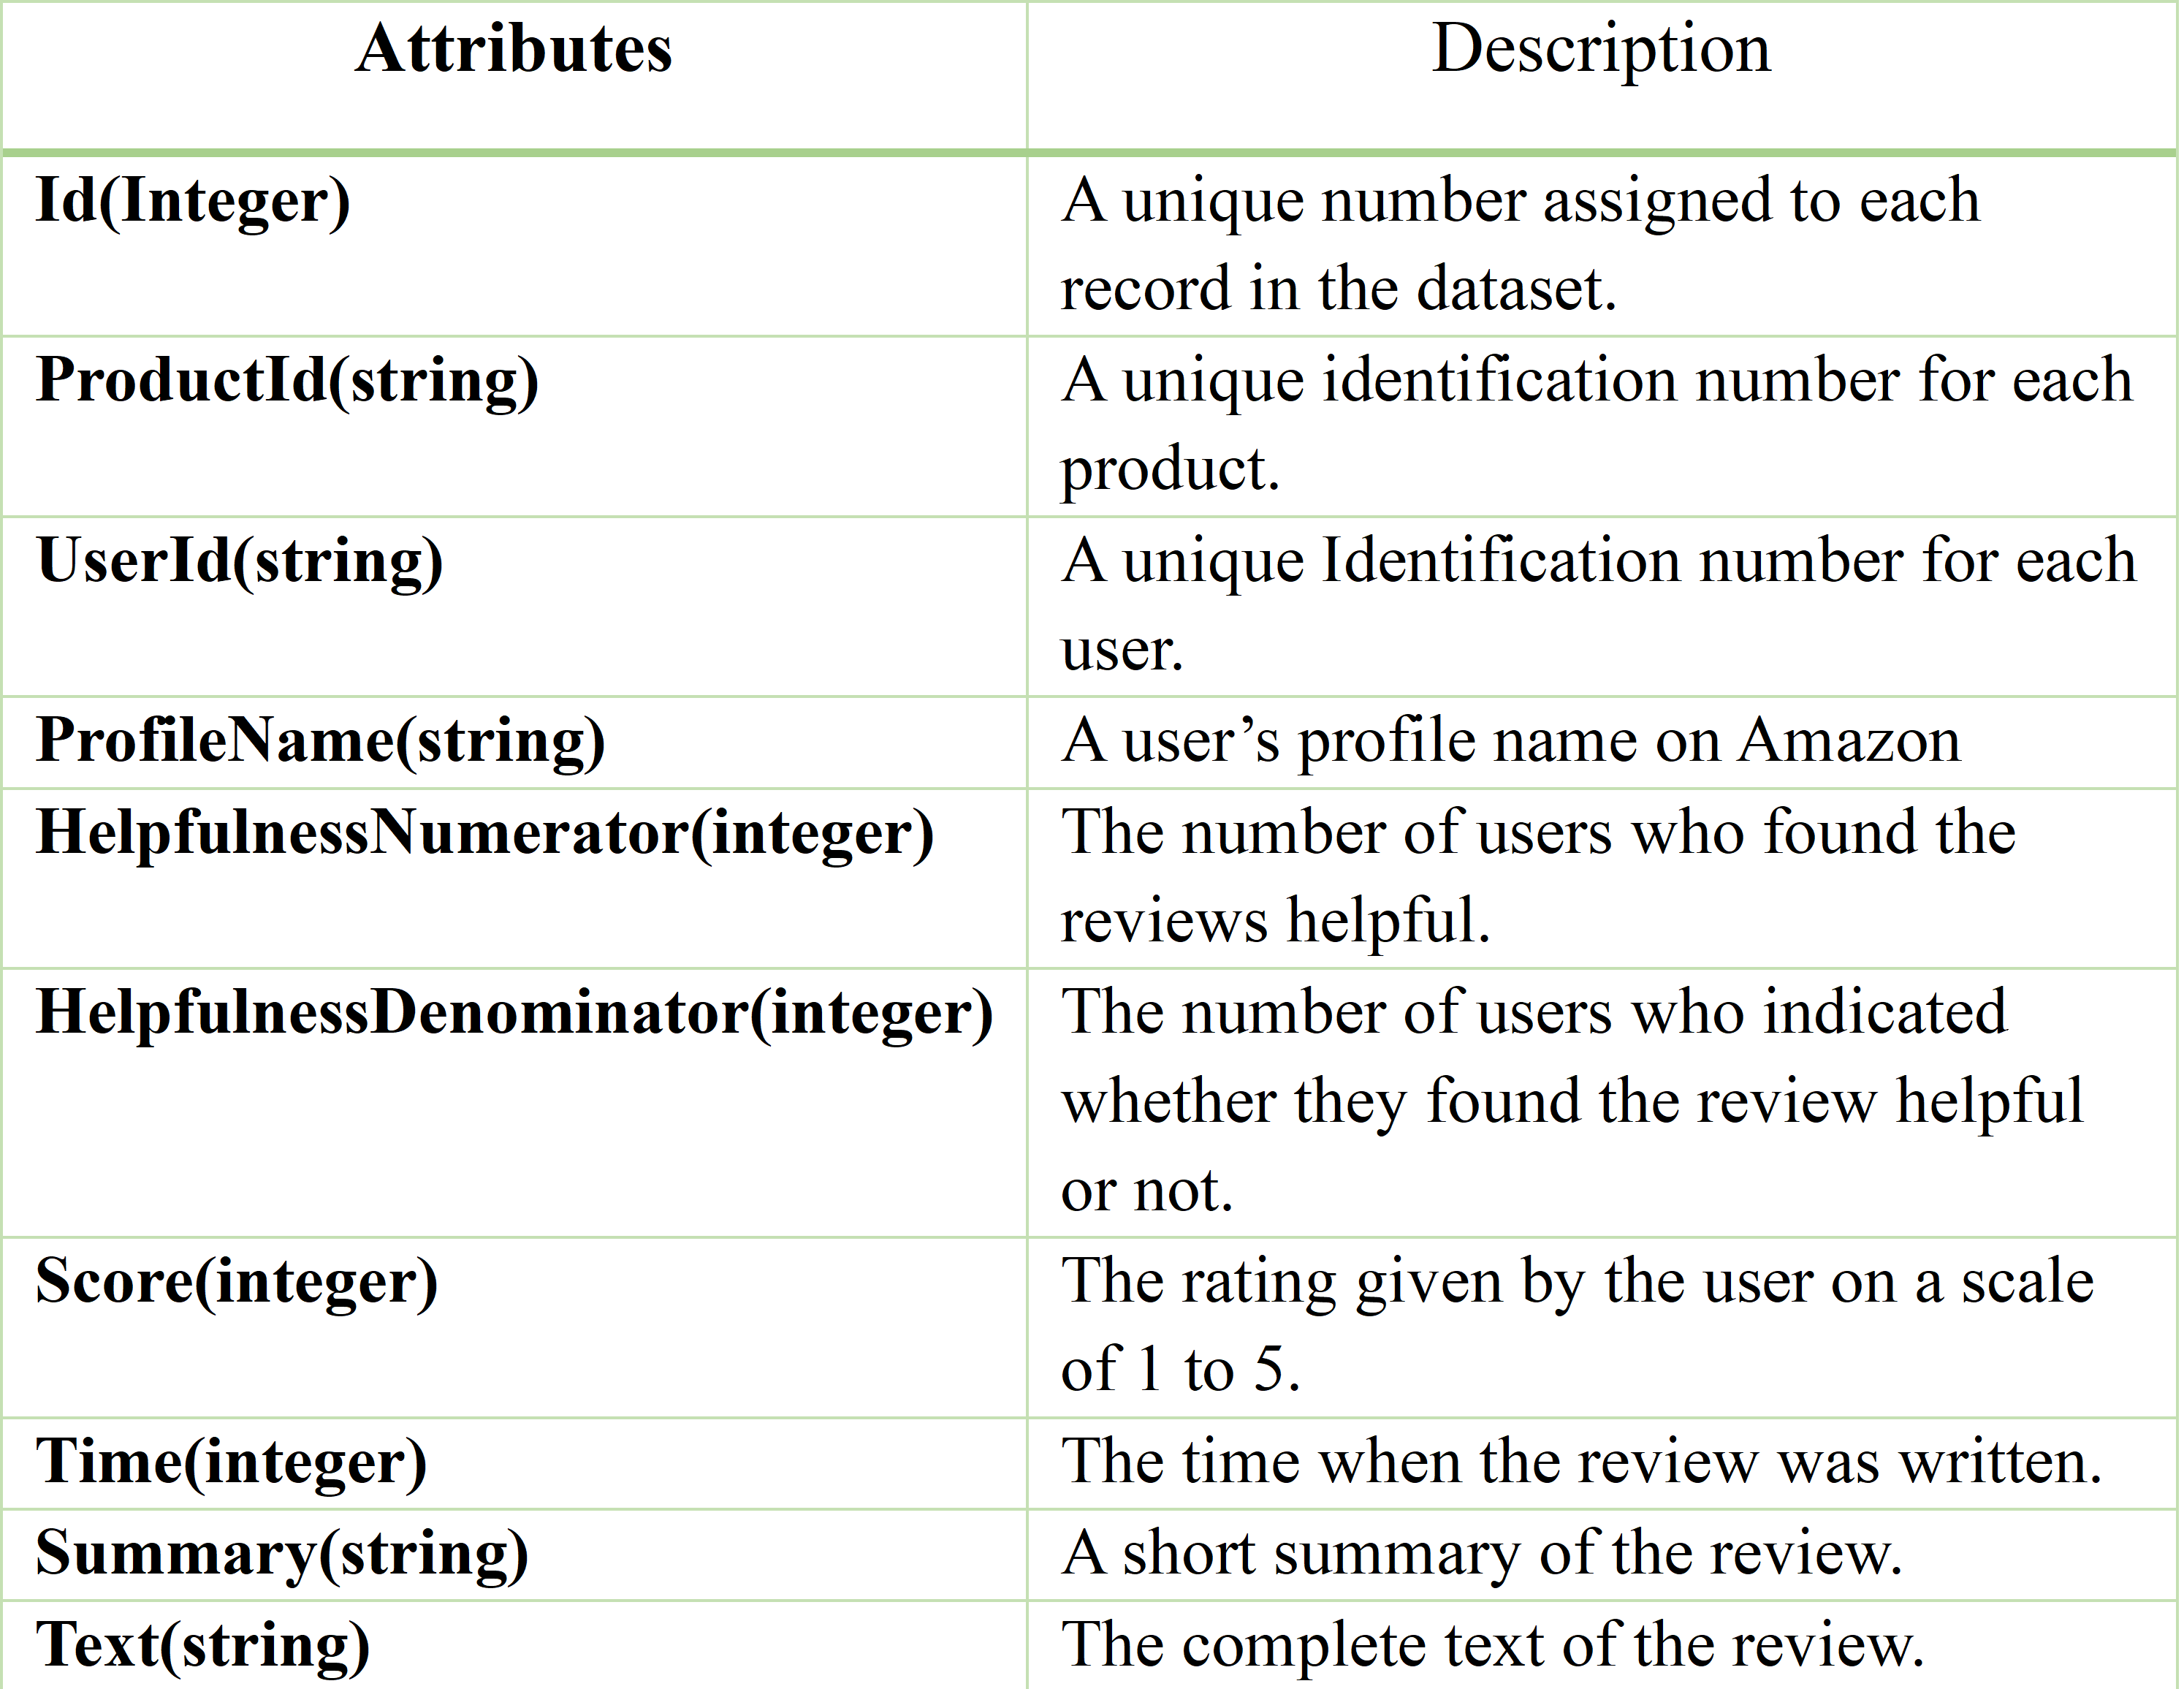 Attributes Description
Id(Integer) A unique number assigned to each
record in the dataset.
ProductId(string) A unique identification number for each
product.
UserId(string) A unique Identification number for each
user.
ProfileName(string) A user’s profile name on Amazon
HelpfulnessNumerator(integer) The number of users who found the
reviews helpful.
HelpfulnessDenominator(integer) The number of users who indicated
whether they found the review helpful
or not.
Score(integer) The rating given by the user on a scale
of 1 to 5.
Time(integer) The time when the review was written.
Summary(string) A short summary of the review.
Text(string) The complete text of the review.